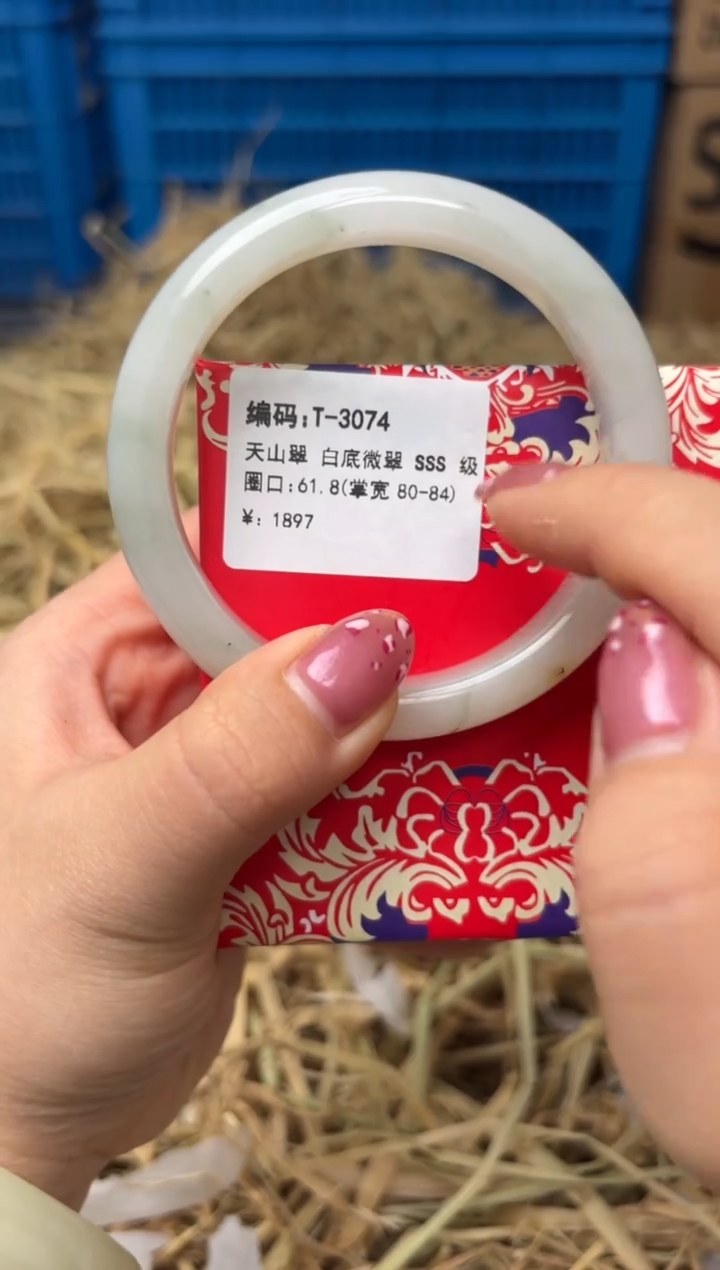 编码:T-3074
天山翠 白底微翠 SSS 级
圈口:61.8(掌宽 80-84)
￥: 1897